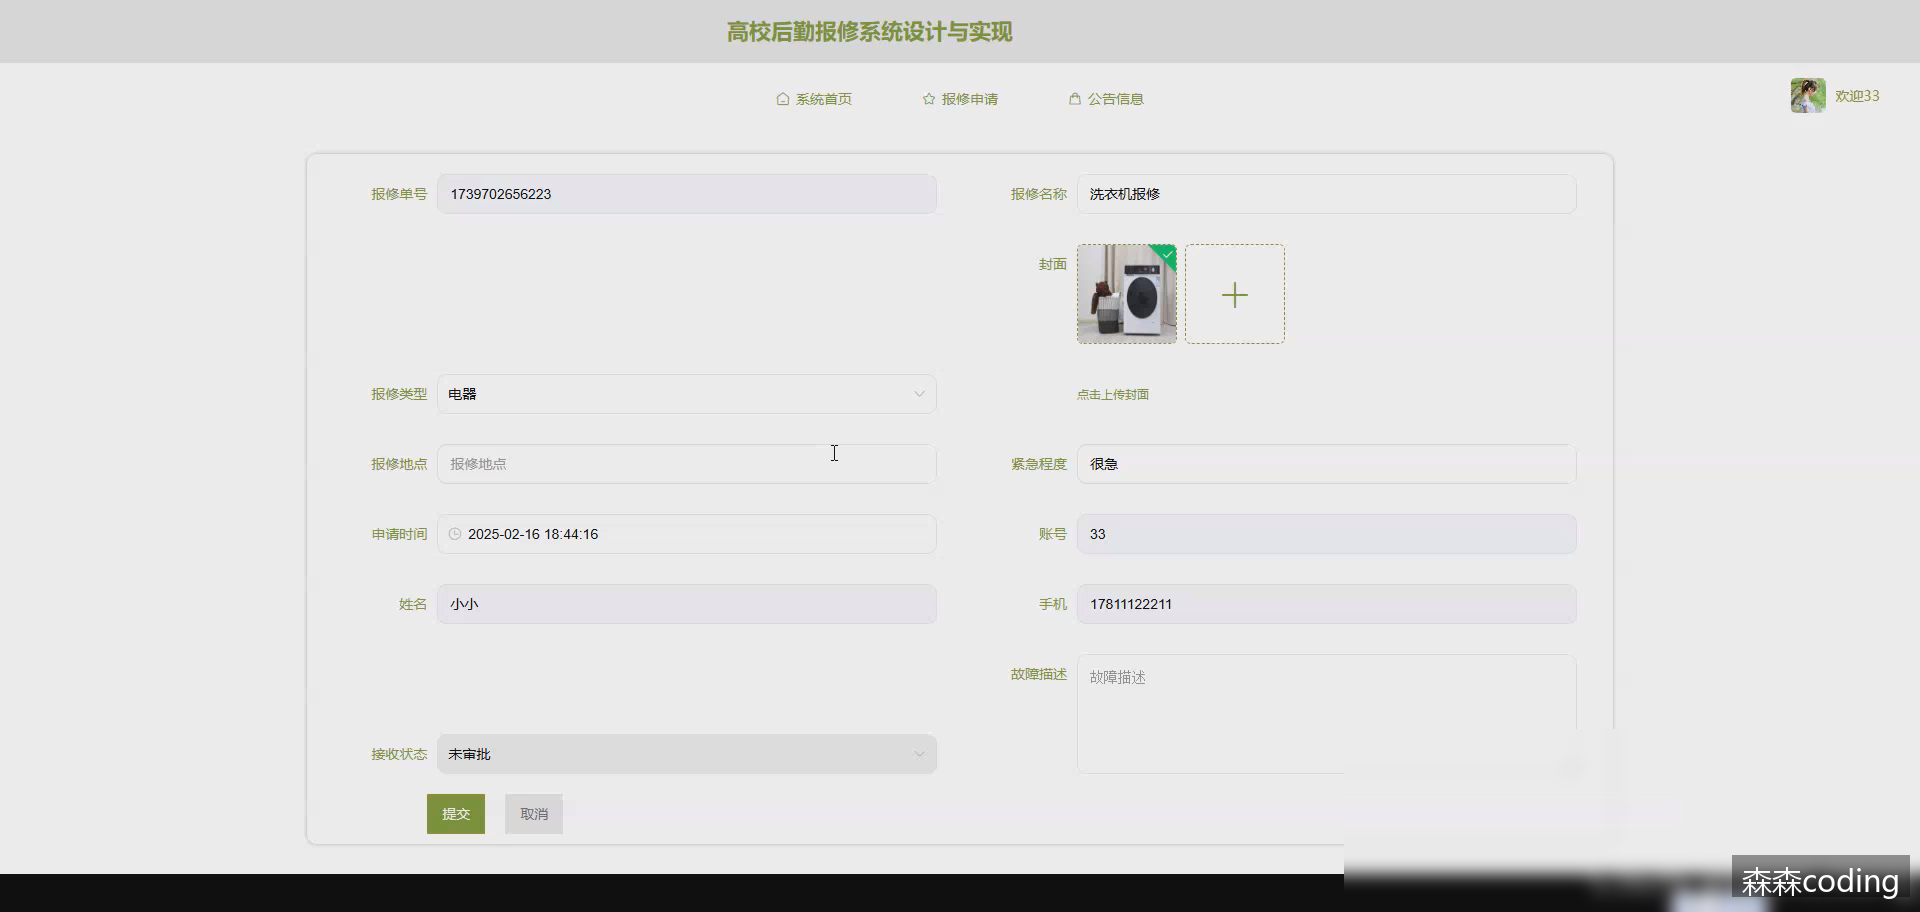 高校后勤报修系统设计与实现
系统首页
报修申请
公告信息
欢迎33
报修单号
1739702656223
报修名称
洗衣机报修
封面
报修类型
电器
点击上传封面
报修地点
报修地点
紧急程度
很急
申请时间
2025-02-16 18:44:16
账号
33
姓名
小小
手机
17811122211
故障描述
故障描述
接收状态
未审批
提交
取消
森森coding